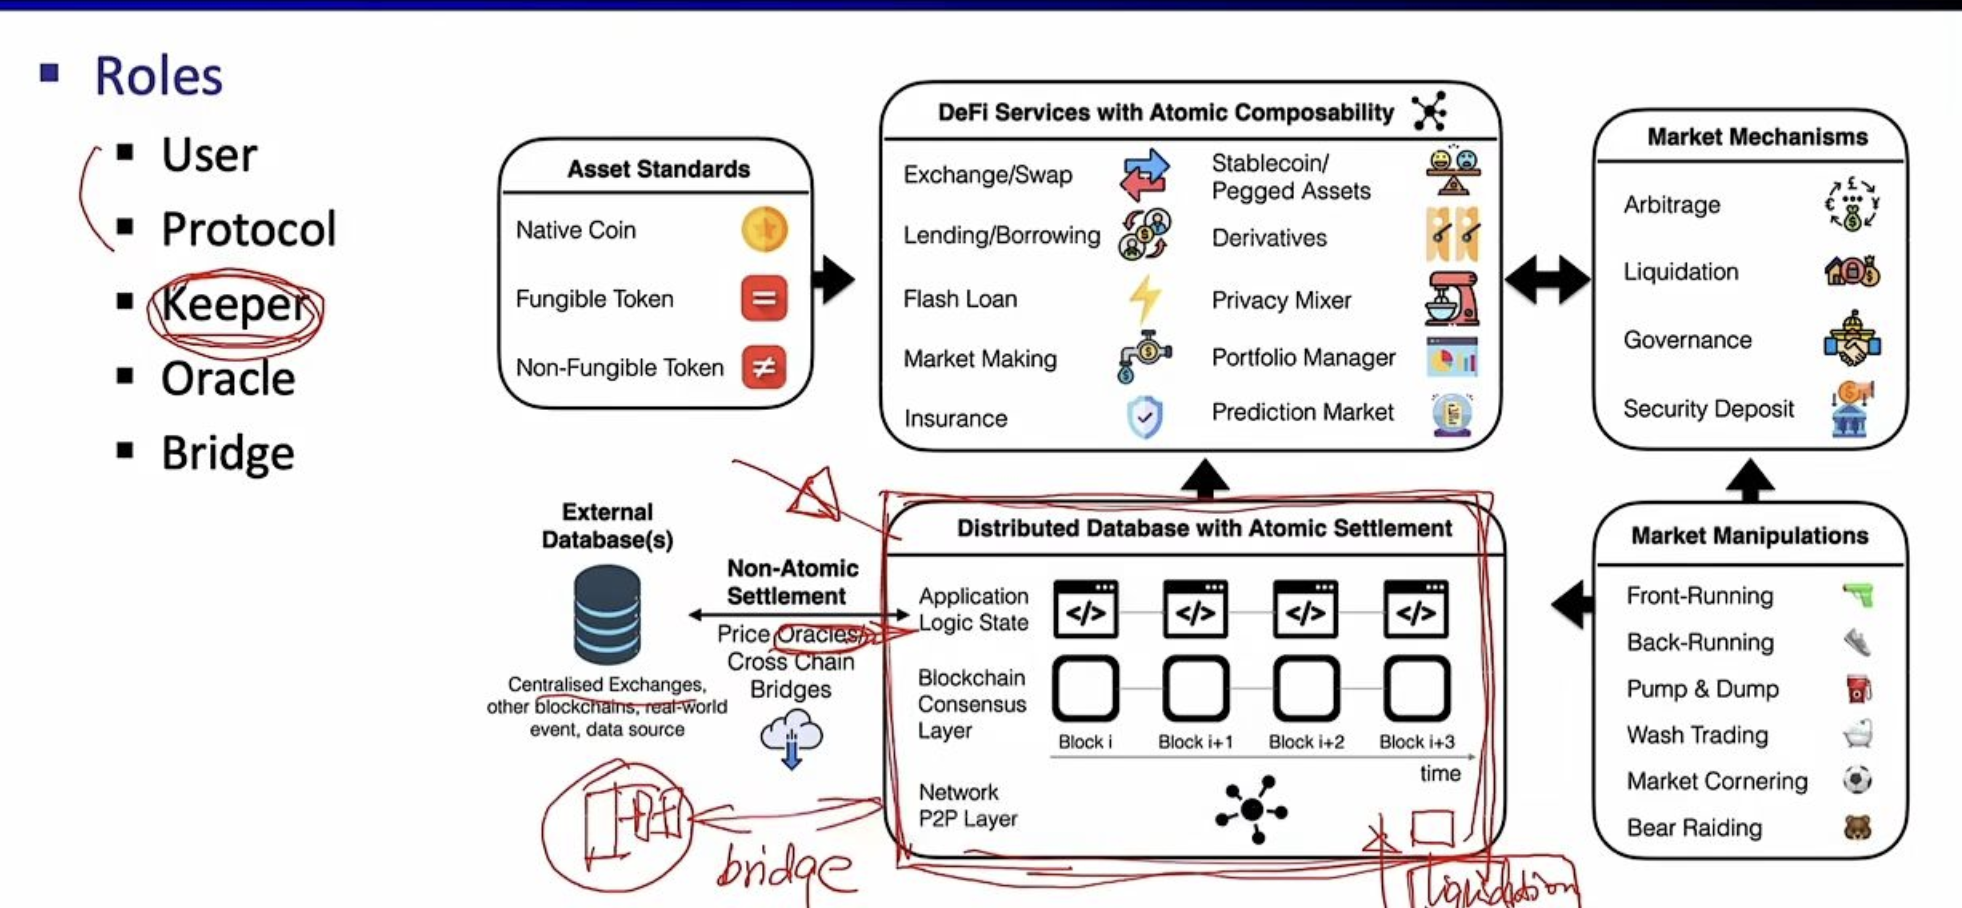 Roles
User
Protocol
Keeper
Oracle
Bridge
Asset Standards
Native Coin
Fungible Token
Non-Fungible Token
DeFi Services with Atomic Composability
Exchange/Swap
Lending/Borrowing
Flash Loan
Market Making
Insurance
Stablecoin/
Pegged Assets
Derivatives
Privacy Mixer
Portfolio Manager
Prediction Market
Market Mechanisms
Arbitrage
Liquidation
Governance
Security Deposit
External
Database(s)
Centralised Exchanges,
other blockchains, real-world
event, data source
Non-Atomic
Settlement
Price Oracles/
Cross Chain
Bridges
bridge
Distributed Database with Atomic Settlement
Application
Logic State
</> </> </> </>
Blockchain
Consensus
Layer
Block i Block i+1 Block i+2 Block i+3
time
Network
P2P Layer
liquidation
Market Manipulations
Front-Running
Back-Running
Pump & Dump
Wash Trading
Market Cornering
Bear Raiding